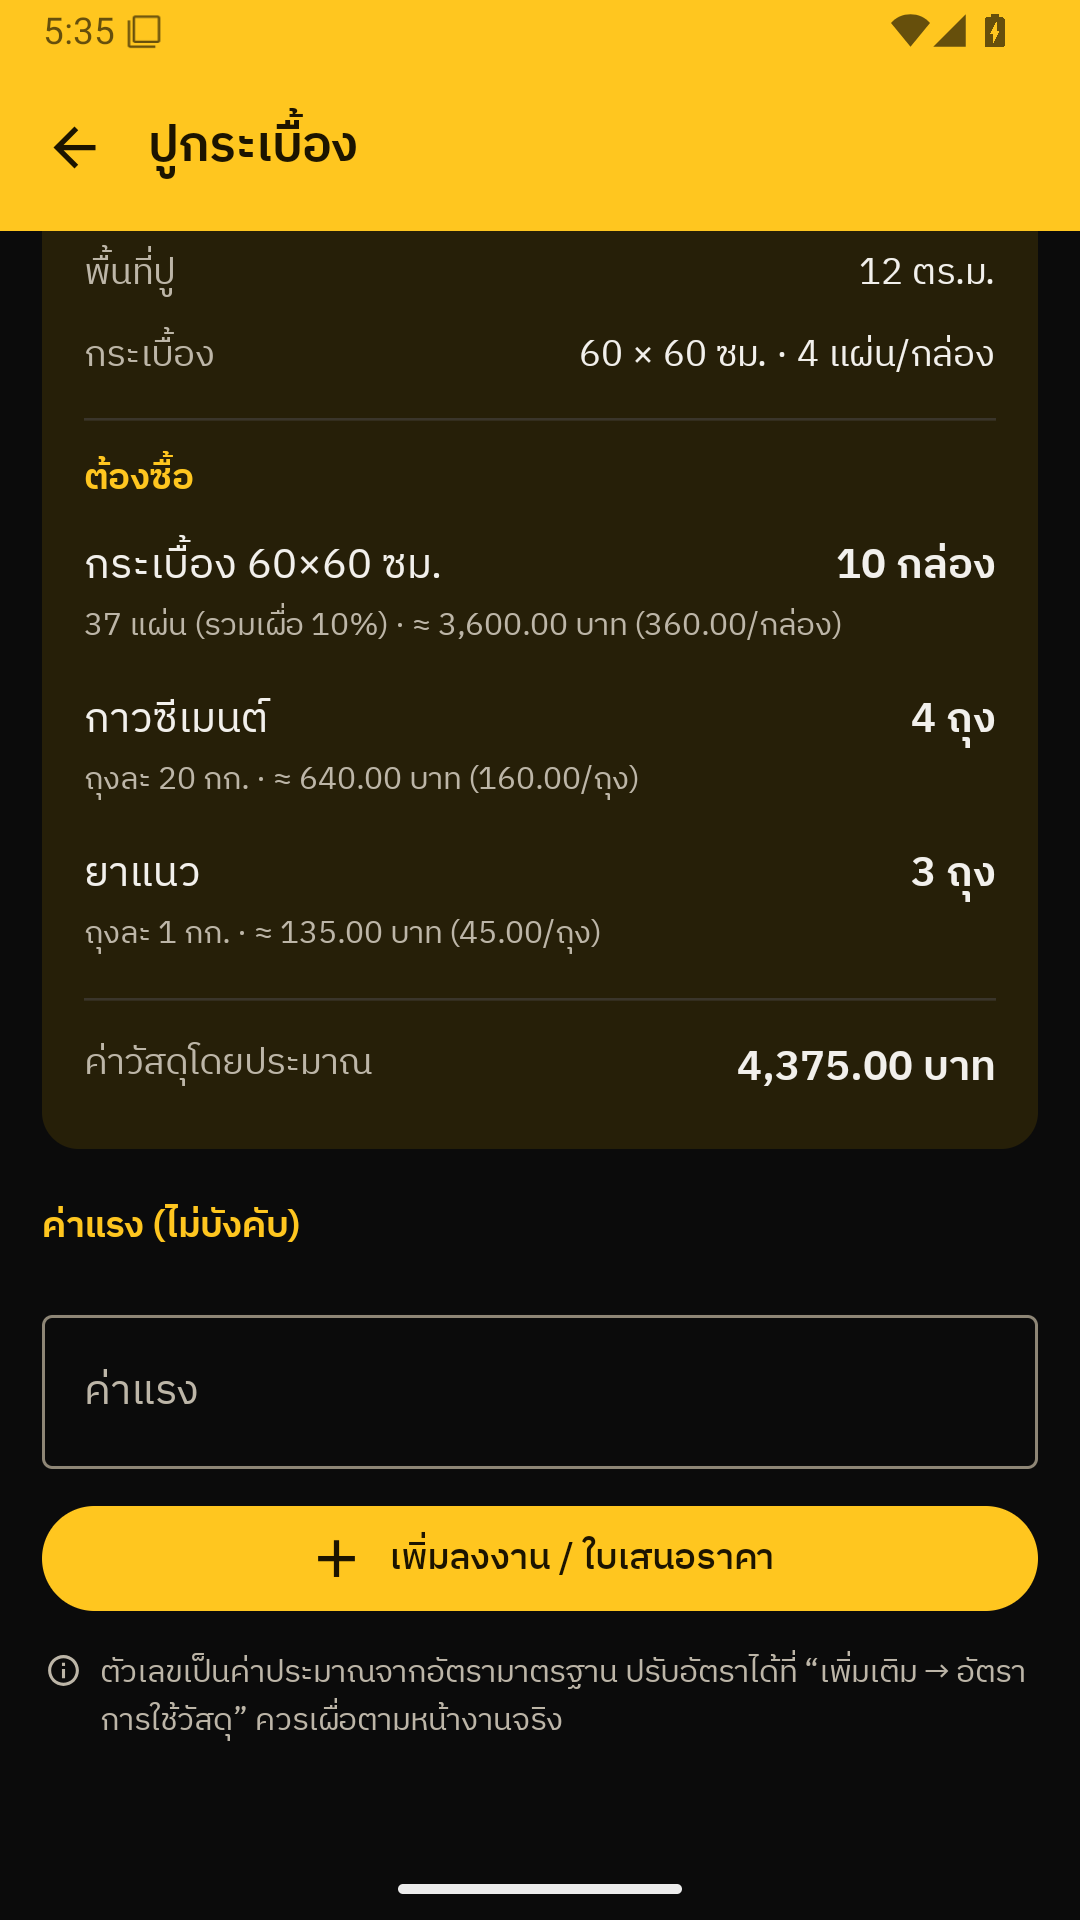 5:35
ปูกระเบื้อง
พื้นที่ปู 12 ตร.ม.
กระเบื้อง 60 × 60 ซม. · 4 แผ่น/กล่อง
ต้องซื้อ
กระเบื้อง 60×60 ซม. 10 กล่อง
37 แผ่น (รวมเผื่อ 10%) · ≈ 3,600.00 บาท (360.00/กล่อง)
กาวซีเมนต์ 4 ถุง
ถุงละ 20 กก. · ≈ 640.00 บาท (160.00/ถุง)
ยาแนว 3 ถุง
ถุงละ 1 กก. · ≈ 135.00 บาท (45.00/ถุง)
ค่าวัสดุโดยประมาณ 4,375.00 บาท
ค่าแรง (ไม่บังคับ)
ค่าแรง
เพิ่มลงงาน / ใบเสนอราคา
ตัวเลขเป็นค่าประมาณจากอัตรามาตรฐาน ปรับอัตราได้ที่ “เพิ่มเติม → อัตรา
การใช้วัสดุ” ควรเผื่อตามหน้างานจริง